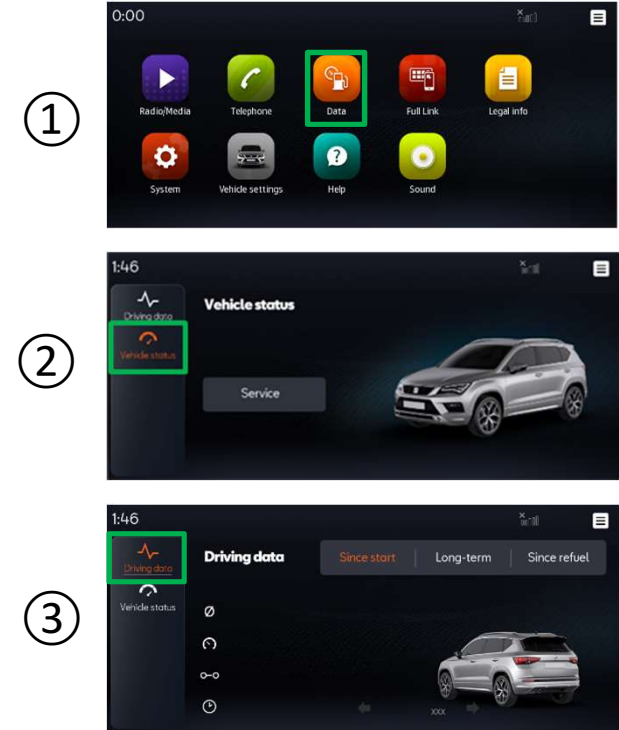 1
0:00
Radio/Media
Telephone
Data
Full Link
Legal info
System
Vehicle settings
Help
Sound
2
1:46
Driving data
Vehicle status
Vehicle status
Service
3
1:46
Driving data
Driving data
Since start
Long-term
Since refuel
Vehicle status
Ø
xxx